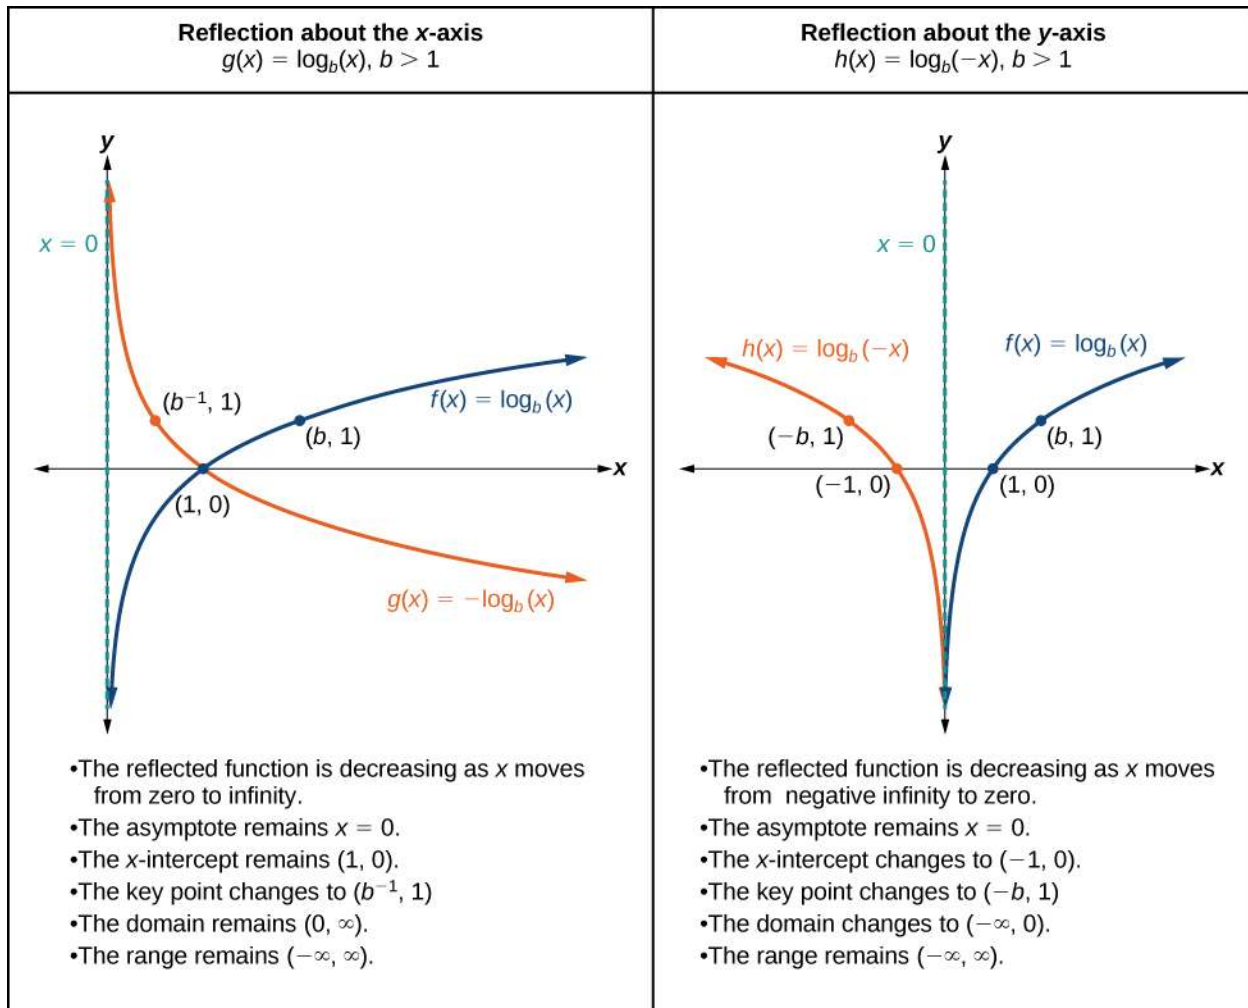 Reflection about the x-axis
g(x) = log_b(x), b > 1
y
x = 0
(b⁻¹, 1)
f(x) = log_b(x)
(b, 1)
x
(1, 0)
g(x) = −log_b(x)
•The reflected function is decreasing as x moves
from zero to infinity.
•The asymptote remains x = 0.
•The x-intercept remains (1, 0).
•The key point changes to (b⁻¹, 1)
•The domain remains (0, ∞).
•The range remains (−∞, ∞).
Reflection about the y-axis
h(x) = log_b(−x), b > 1
y
x = 0
h(x) = log_b(−x)
f(x) = log_b(x)
(−b, 1)
(b, 1)
x
(−1, 0)
(1, 0)
•The reflected function is decreasing as x moves
from negative infinity to zero.
•The asymptote remains x = 0.
•The x-intercept changes to (−1, 0).
•The key point changes to (−b, 1)
•The domain changes to (−∞, 0).
•The range remains (−∞, ∞).